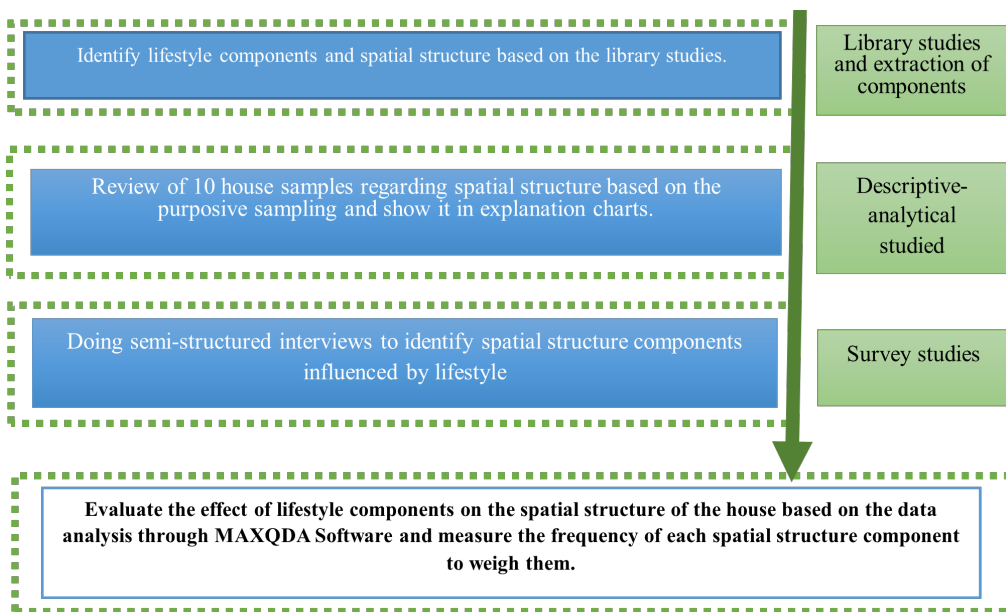 Identify lifestyle components and spatial structure based on the library studies.
Library studies
and extraction of
components
Review of 10 house samples regarding spatial structure based on the
purposive sampling and show it in explanation charts.
Descriptive-
analytical
studied
Doing semi-structured interviews to identify spatial structure components
influenced by lifestyle
Survey studies
Evaluate the effect of lifestyle components on the spatial structure of the house based on the data
analysis through MAXQDA Software and measure the frequency of each spatial structure component
to weigh them.